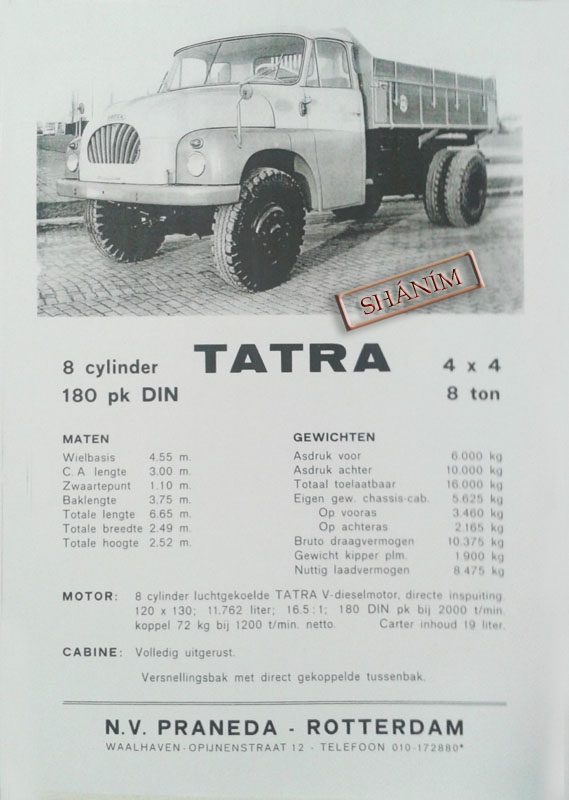 SHÁNÍM
8 cylinder TATRA 4 x 4
180 pk DIN 8 ton
MATEN
Wielbasis 4.55 m.
C.A lengte 3.00 m.
Zwaartepunt 1.10 m.
Baklengte 3.75 m.
Totale lengte 6.65 m.
Totale breedte 2.49 m.
Totale hoogte 2.52 m.
GEWICHTEN
Asdruk voor 6.000 kg
Asdruk achter 10.000 kg
Totaal toelaatbaar 16.000 kg
Eigen gew. chassis-cab. 5.625 kg
Op vooras 3.460 kg
Op achteras 2.165 kg
Bruto draagvermogen 10.375 kg
Gewicht kipper plm. 1.900 kg
Nuttig laadvermogen 8.475 kg
MOTOR: 8 cylinder luchtgekoelde TATRA V-dieselmotor, directe inspuiting.
120 x 130; 11.762 liter; 16.5 : 1; 180 DIN pk bij 2000 t/min.
koppel 72 kg bij 1200 t/min. netto. Carter inhoud 19 liter.
CABINE: Volledig uitgerust.
Versnellingsbak met direct gekoppelde tussenbak.
N.V. PRANEDA - ROTTERDAM
WAALHAVEN-OPIJNENSTRAAT 12 - TELEFOON 010-172880*